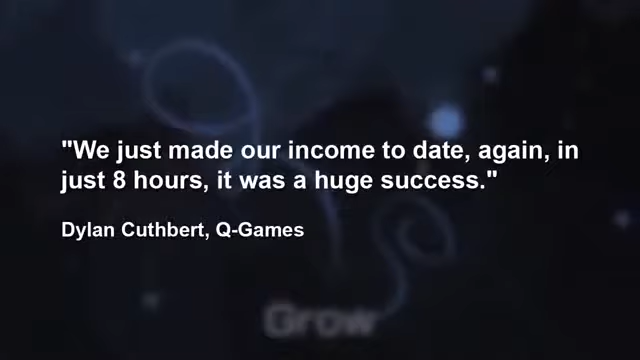 "We just made our income to date, again, in
just 8 hours, it was a huge success."
Dylan Cuthbert, Q-Games
Grow